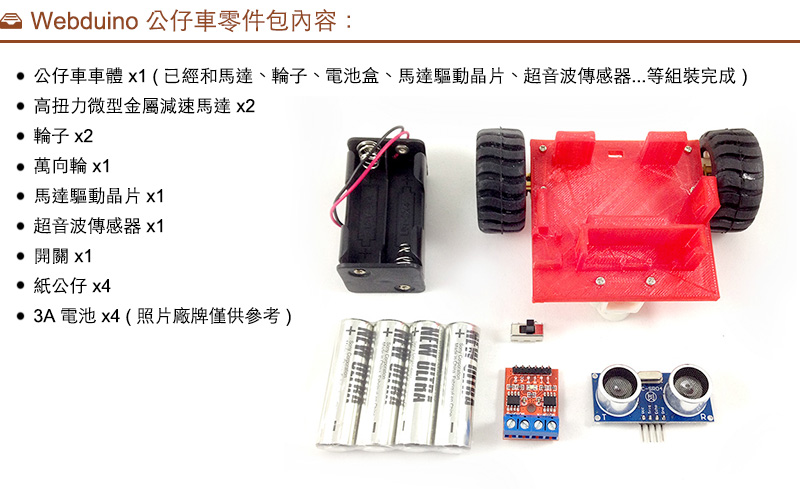 Webduino 公仔車零件包內容：
公仔車車體 x1 ( 已經和馬達、輪子、電池盒、馬達驅動晶片、超音波傳感器...等組裝完成 )
高扭力微型金屬減速馬達 x2
輪子 x2
萬向輪 x1
馬達驅動晶片 x1
超音波傳感器 x1
開關 x1
紙公仔 x4
3A 電池 x4 ( 照片廠牌僅供參考 )
NEW ULTRA
NEW ULTRA
NEW ULTRA
NEW ULTRA
T
R